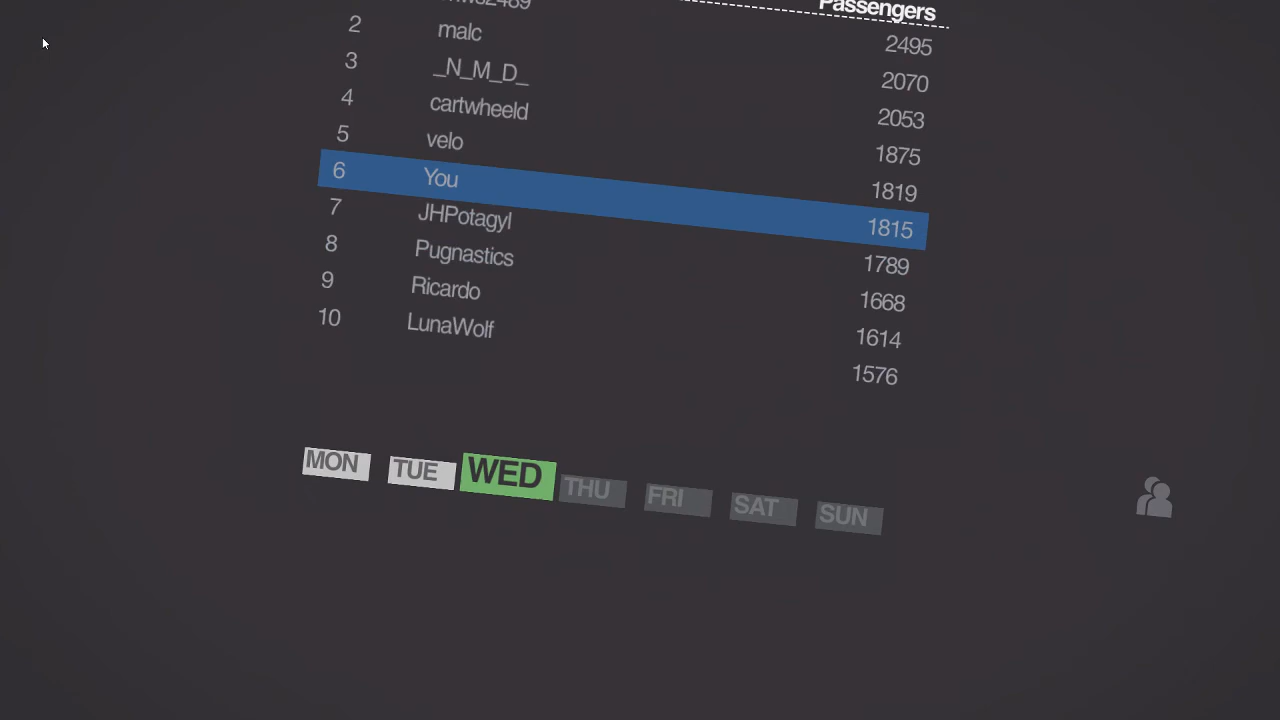 Passengers
2495
2 malc 2070
3 _N_M_D_ 2053
4 cartwheeld 1875
5 velo 1819
6 You 1815
7 JHPotagyl 1789
8 Pugnastics 1668
9 Ricardo 1614
10 LunaWolf 1576
MON TUE WED THU FRI SAT SUN